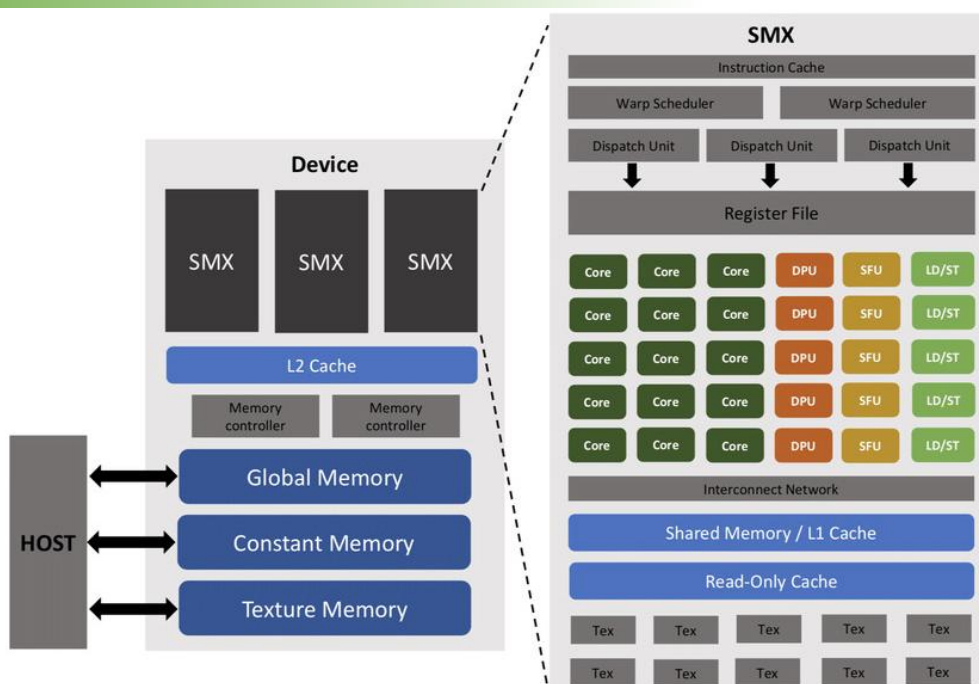 Device
SMX SMX SMX
L2 Cache
Memory controller
Memory controller
Global Memory
Constant Memory
Texture Memory
HOST
SMX
Instruction Cache
Warp Scheduler Warp Scheduler
Dispatch Unit Dispatch Unit Dispatch Unit
Register File
Core Core Core DPU SFU LD/ST
Core Core Core DPU SFU LD/ST
Core Core Core DPU SFU LD/ST
Core Core Core DPU SFU LD/ST
Core Core Core DPU SFU LD/ST
Interconnect Network
Shared Memory / L1 Cache
Read-Only Cache
Tex Tex Tex Tex Tex
Tex Tex Tex Tex Tex